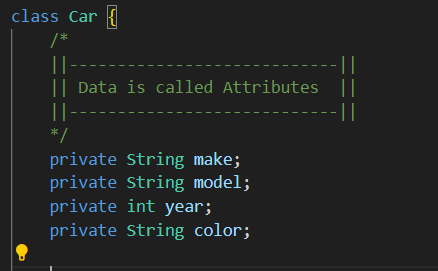 class Car {
    /*
    ||----------------------------||
    || Data is called Attributes  ||
    ||----------------------------||
    */
    private String make;
    private String model;
    private int year;
    private String color;